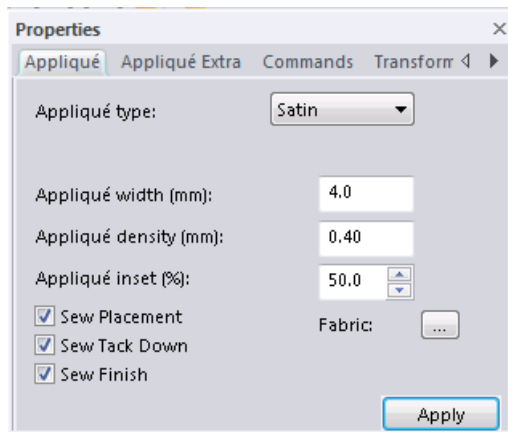 Properties
Appliqué Appliqué Extra Commands Transform
Appliqué type: Satin
Appliqué width (mm): 4.0
Appliqué density (mm): 0.40
Appliqué inset (%): 50.0
Sew Placement Fabric: ...
Sew Tack Down
Sew Finish
Apply